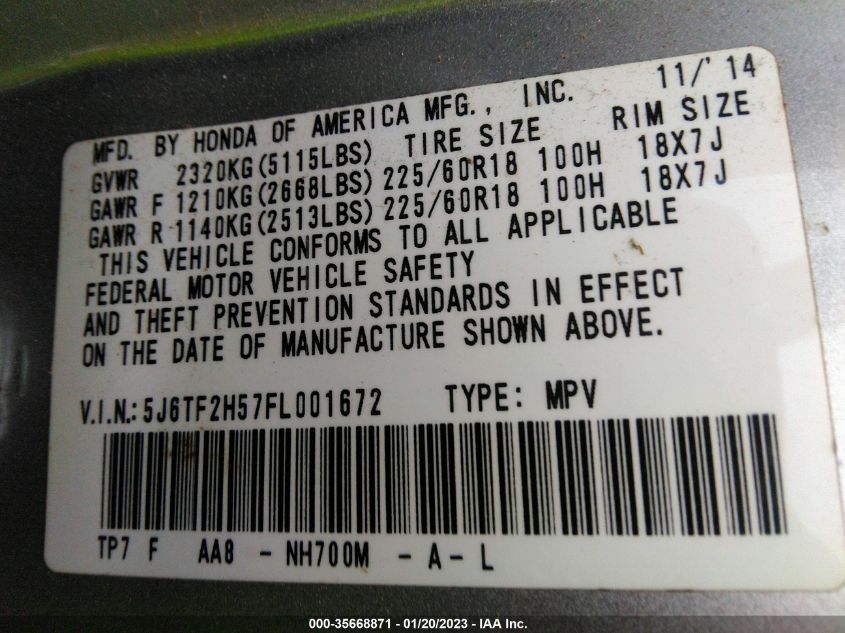 MFD. BY HONDA OF AMERICA MFG., INC. 11/'14
GVWR 2320KG(5115LBS) TIRE SIZE RIM SIZE
GAWR F 1210KG(2668LBS) 225/60R18 100H 18X7J
GAWR R 1140KG(2513LBS) 225/60R18 100H 18X7J
THIS VEHICLE CONFORMS TO ALL APPLICABLE
FEDERAL MOTOR VEHICLE SAFETY
AND THEFT PREVENTION STANDARDS IN EFFECT
ON THE DATE OF MANUFACTURE SHOWN ABOVE.
V.I.N.: 5J6TF2H57FL001672 TYPE: MPV
TP7 F AA8 - NH700M - A - L
000-35668871 - 01/20/2023 - IAA Inc.